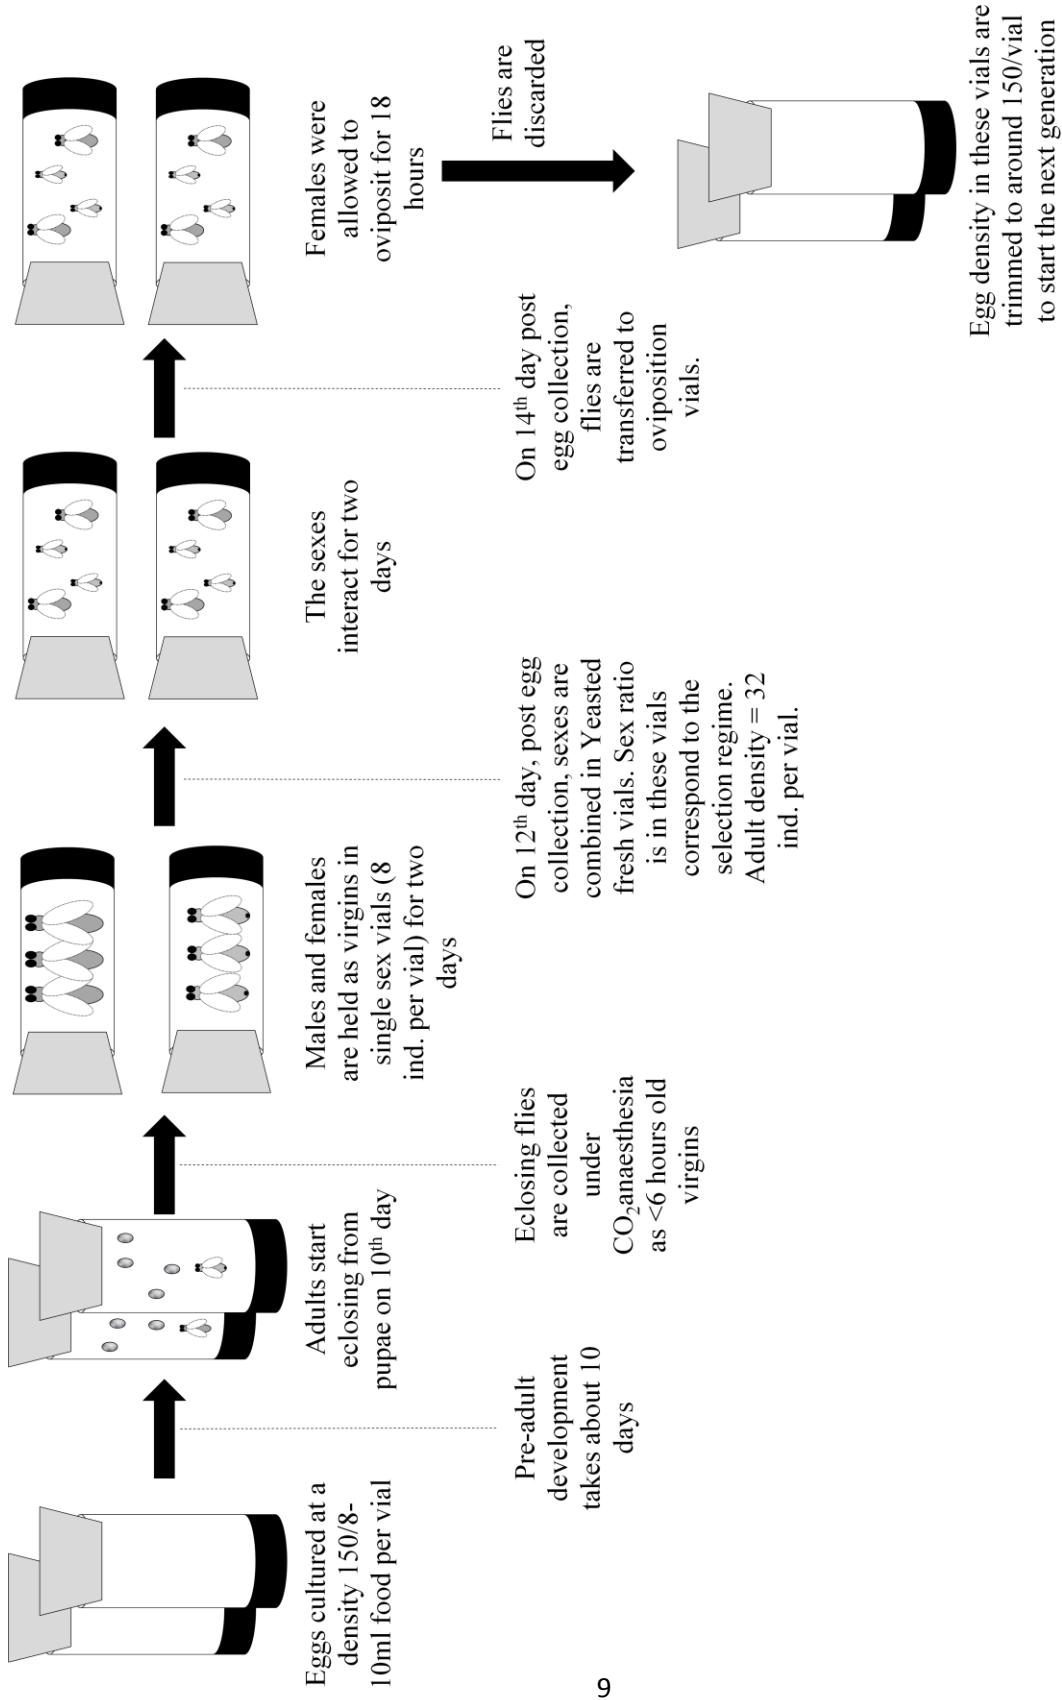 Eggs cultured at a
density 150/8-
10ml food per vial
Pre-adult
development
takes about 10
days
Adults start
eclosing from
pupae on 10th day
Eclosing flies
are collected
under
CO2anaesthesia
as <6 hours old
virgins
Males and females
are held as virgins in
single sex vials (8
ind. per vial) for two
days
On 12th day, post egg
collection, sexes are
combined in Yeasted
fresh vials. Sex ratio
is in these vials
correspond to the
selection regime.
Adult density = 32
ind. per vial.
The sexes
interact for two
days
On 14th day post
egg collection,
flies are
transferred to
oviposition
vials.
Females were
allowed to
oviposit for 18
hours
Flies are
discarded
Egg density in these vials are
trimmed to around 150/vial
to start the next generation
9